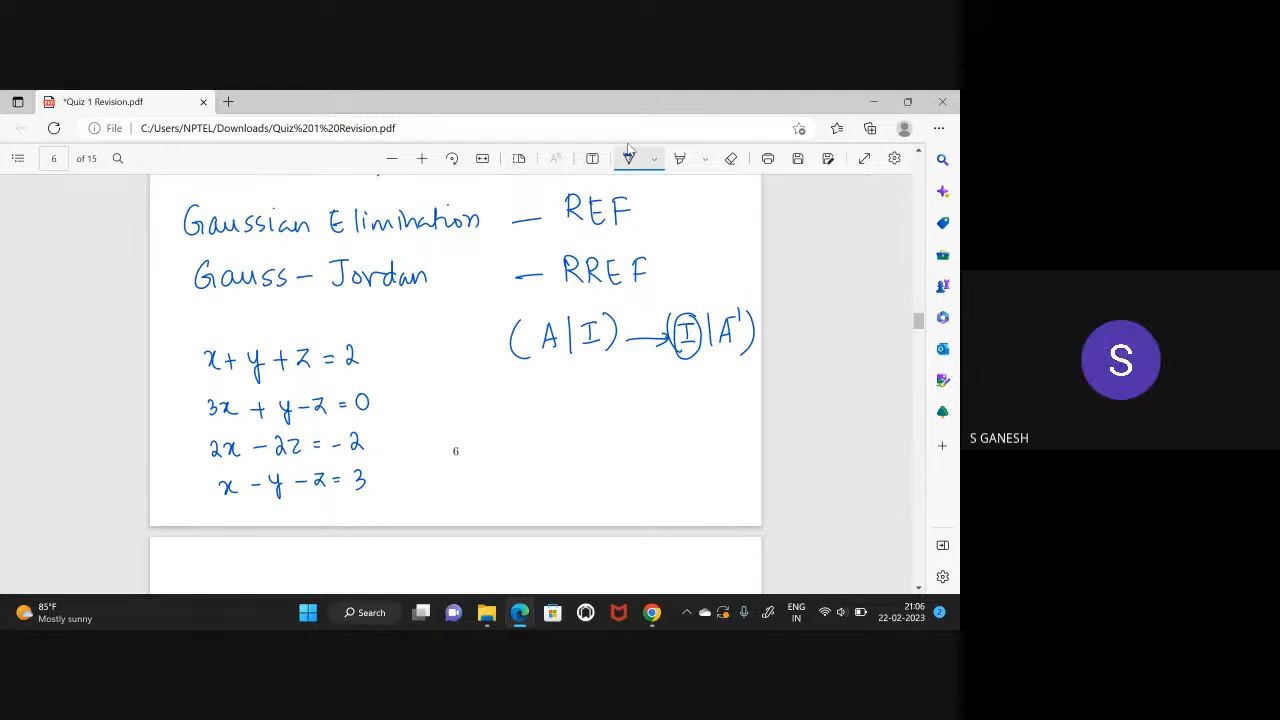 *Quiz 1 Revision.pdf
File C:/Users/NPTEL/Downloads/Quiz%201%20Revision.pdf
6 of 15
Gaussian Elimination — REF
Gauss - Jordan — RREF
(A|I) → (I|A⁻¹)
x + y + z = 2
3x + y - z = 0
2x - 2z = -2
x - y - z = 3
6
S
S GANESH
85°F
Mostly sunny
Search
ENG
IN
21:06
22-02-2023
2